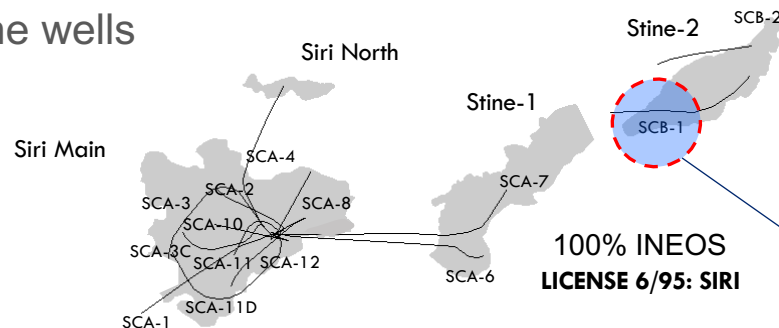 ne wells
SCB-2
Stine-2
Siri North
Stine-1
SCB-1
Siri Main
SCA-4
SCA-7
SCA-2
SCA-3
SCA-8
SCA-10
SCA-3C
SCA-11
SCA-12
SCA-6
100% INEOS
LICENSE 6/95: SIRI
SCA-11D
SCA-1